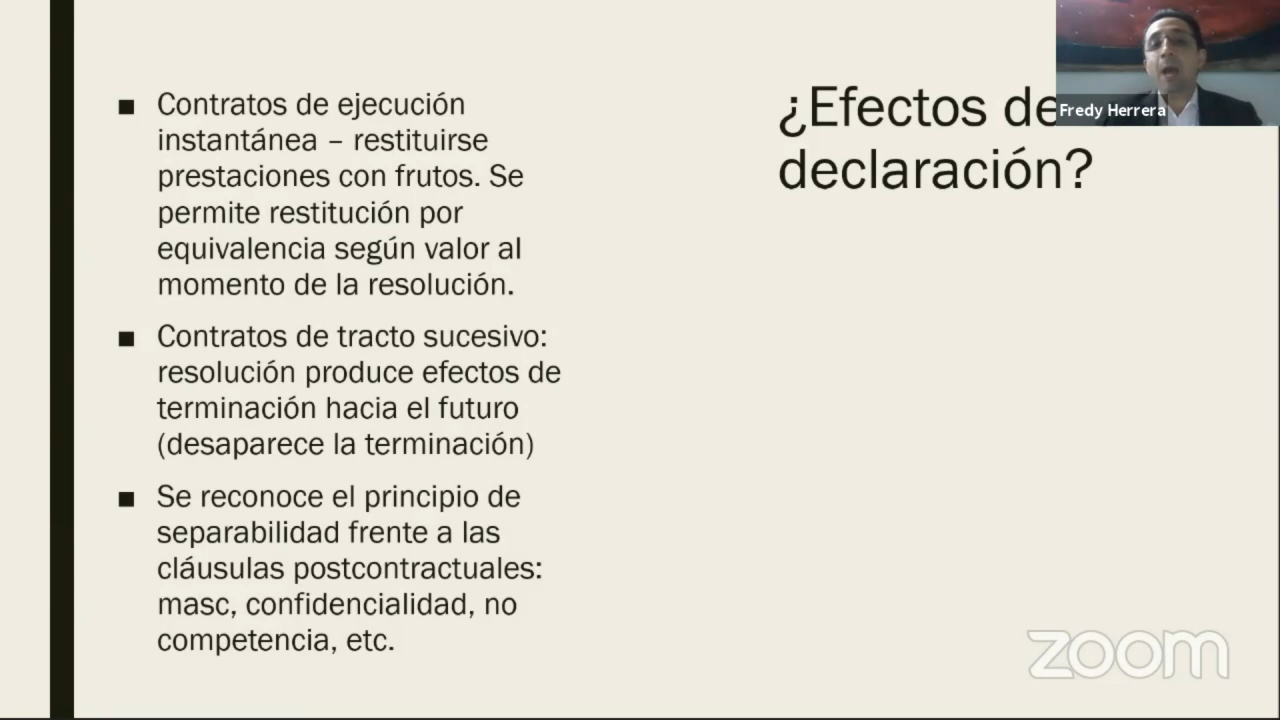 ■ Contratos de ejecución
instantánea – restituirse
prestaciones con frutos. Se
permite restitución por
equivalencia según valor al
momento de la resolución.
■ Contratos de tracto sucesivo:
resolución produce efectos de
terminación hacia el futuro
(desaparece la terminación)
■ Se reconoce el principio de
separabilidad frente a las
cláusulas postcontractuales:
masc, confidencialidad, no
competencia, etc.
¿Efectos de
declaración?
Fredy Herrera
zoom